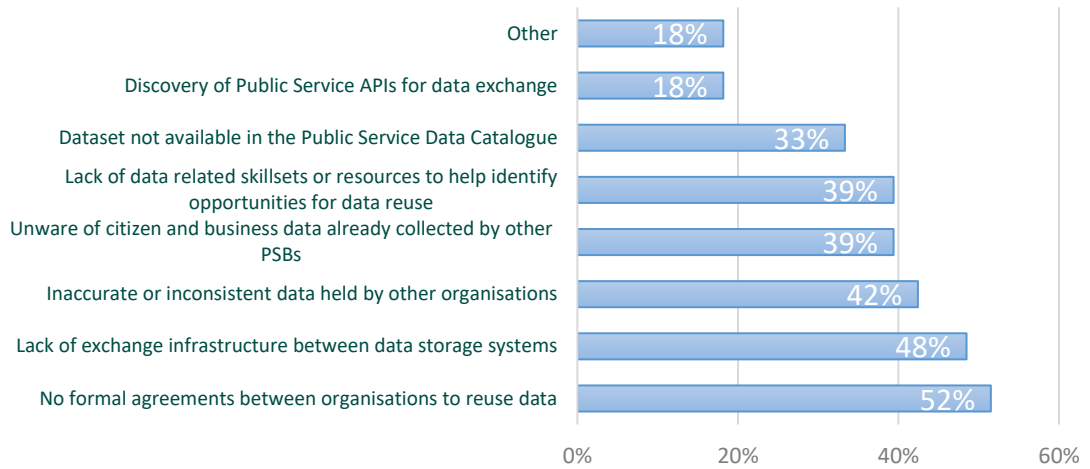 Other
18%
Discovery of Public Service APIs for data exchange
18%
Dataset not available in the Public Service Data Catalogue
33%
Lack of data related skillsets or resources to help identify
opportunities for data reuse
39%
Unware of citizen and business data already collected by other
PSBs
39%
Inaccurate or inconsistent data held by other organisations
42%
Lack of exchange infrastructure between data storage systems
48%
No formal agreements between organisations to reuse data
52%
0%
20%
40%
60%